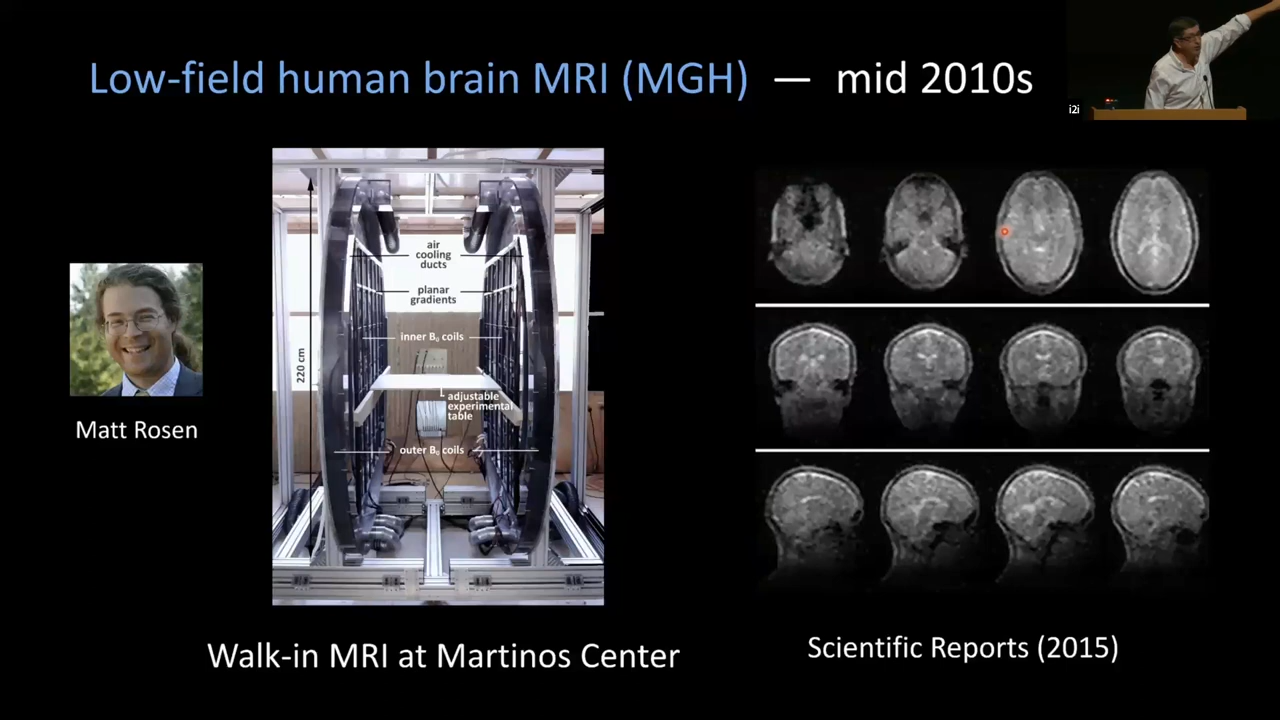 Low-field human brain MRI (MGH) — mid 2010s
i2i
air
cooling
ducts
planar
gradients
inner B₀ coils
220 cm
adjustable
experimental
table
outer B₀ coils
Matt Rosen
Walk-in MRI at Martinos Center
Scientific Reports (2015)